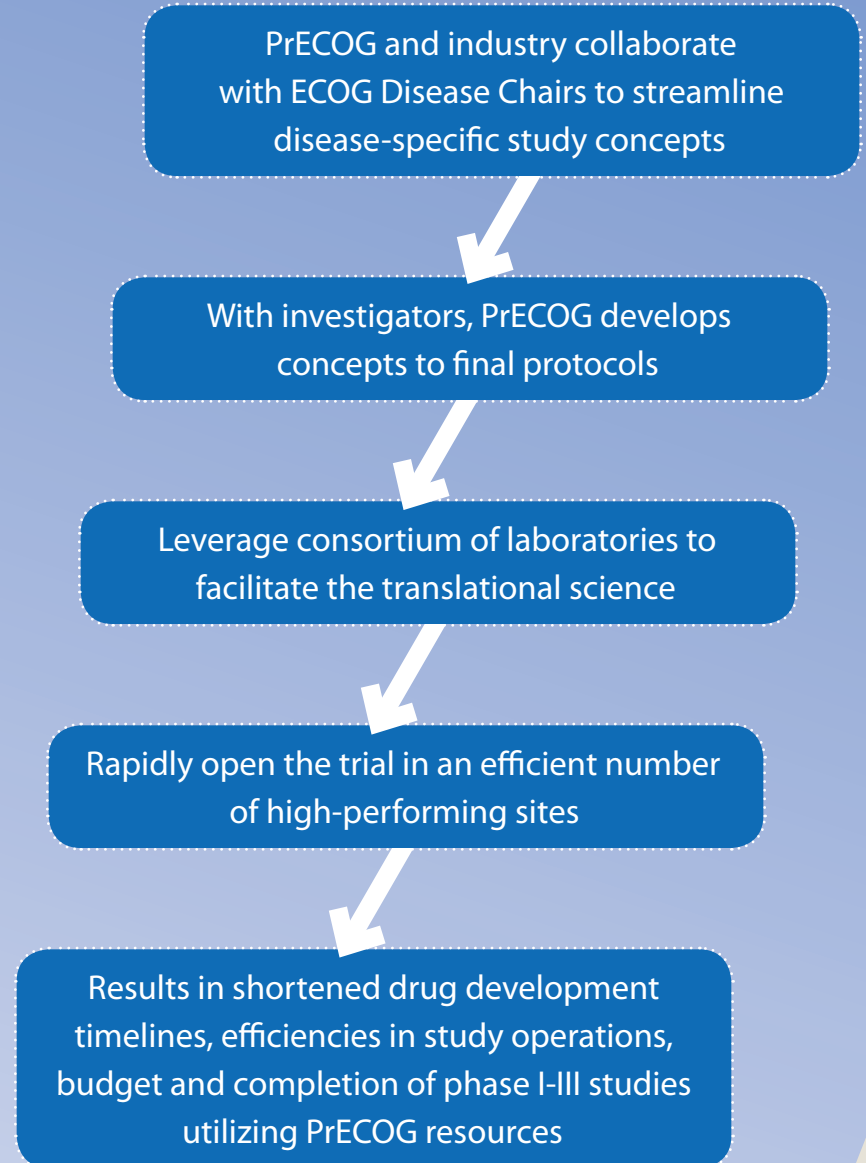 PrECOG and industry collaborate
with ECOG Disease Chairs to streamline
disease-specific study concepts
With investigators, PrECOG develops
concepts to final protocols
Leverage consortium of laboratories to
facilitate the translational science
Rapidly open the trial in an efficient number
of high-performing sites
Results in shortened drug development
timelines, efficiencies in study operations,
budget and completion of phase I-III studies
utilizing PrECOG resources